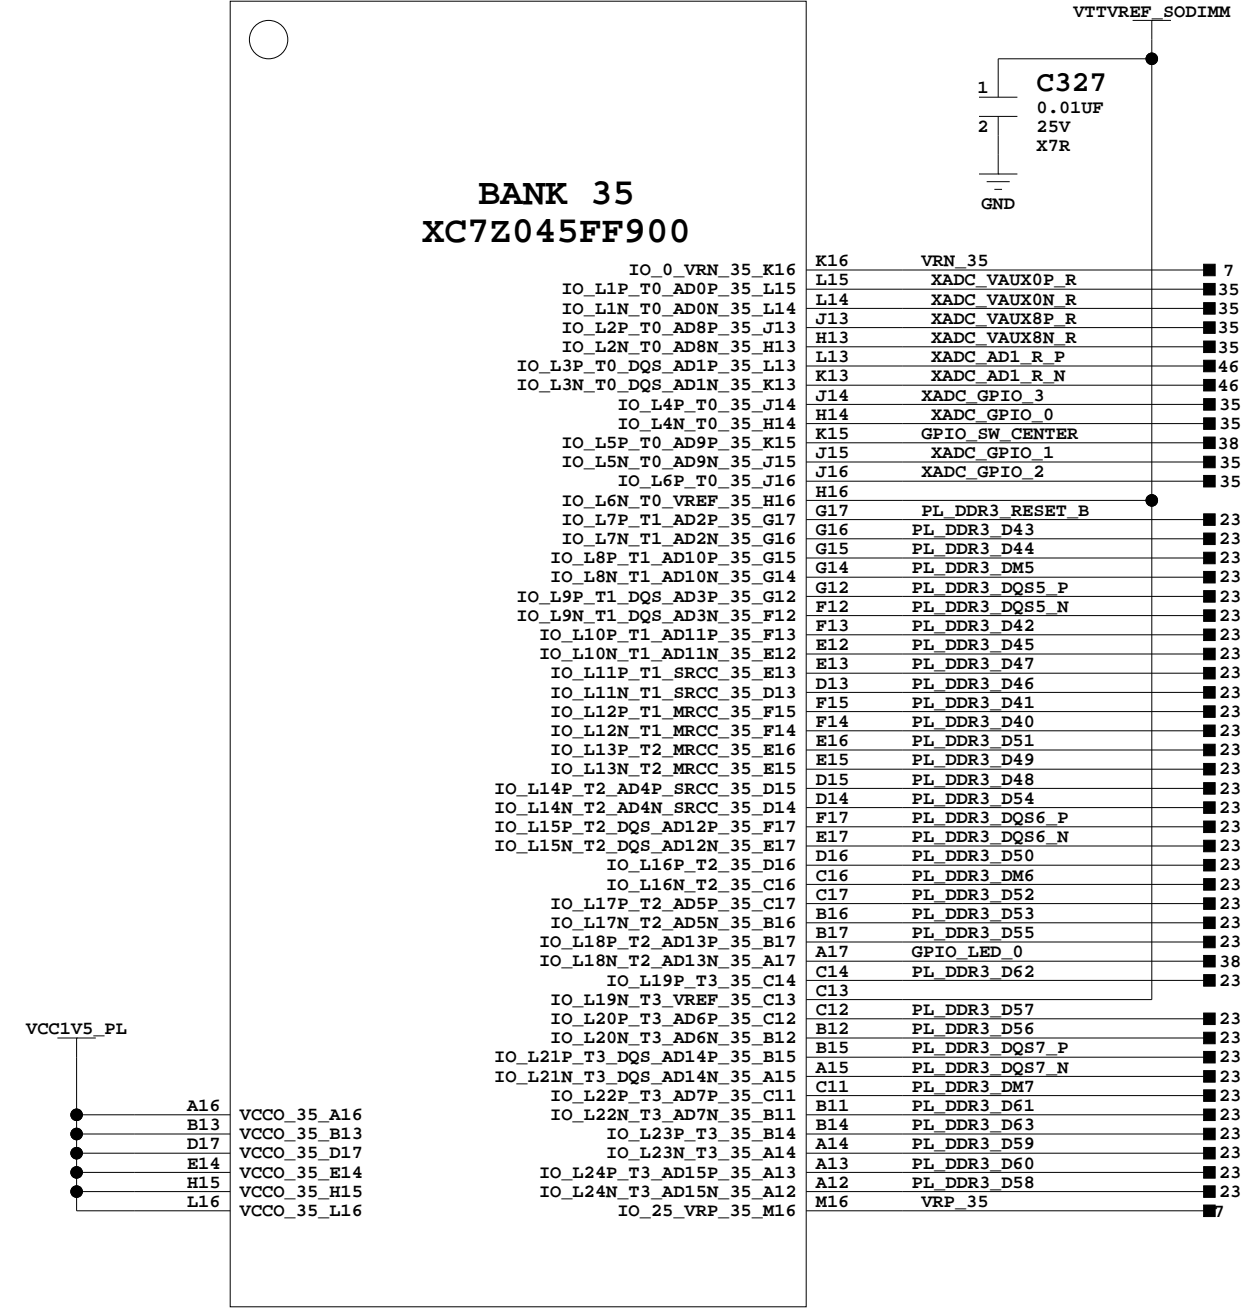 VTTVREF_SODIMM
1
C327
0.01UF
2
25V
X7R
GND
BANK 35
XC7Z045FF900
IO_0_VRN_35_K16 K16 VRN_35 7
IO_L1P_T0_AD0P_35_L15 L15 XADC_VAUX0P_R 35
IO_L1N_T0_AD0N_35_L14 L14 XADC_VAUX0N_R 35
IO_L2P_T0_AD8P_35_J13 J13 XADC_VAUX8P_R 35
IO_L2N_T0_AD8N_35_H13 H13 XADC_VAUX8N_R 35
IO_L3P_T0_DQS_AD1P_35_L13 L13 XADC_AD1_R_P 46
IO_L3N_T0_DQS_AD1N_35_K13 K13 XADC_AD1_R_N 46
IO_L4P_T0_35_J14 J14 XADC_GPIO_3 35
IO_L4N_T0_35_H14 H14 XADC_GPIO_0 35
IO_L5P_T0_AD9P_35_K15 K15 GPIO_SW_CENTER 38
IO_L5N_T0_AD9N_35_J15 J15 XADC_GPIO_1 35
IO_L6P_T0_35_J16 J16 XADC_GPIO_2 35
IO_L6N_T0_VREF_35_H16 H16
IO_L7P_T1_AD2P_35_G17 G17 PL_DDR3_RESET_B 23
IO_L7N_T1_AD2N_35_G16 G16 PL_DDR3_D43 23
IO_L8P_T1_AD10P_35_G15 G15 PL_DDR3_D44 23
IO_L8N_T1_AD10N_35_G14 G14 PL_DDR3_DM5 23
IO_L9P_T1_DQS_AD3P_35_G12 G12 PL_DDR3_DQS5_P 23
IO_L9N_T1_DQS_AD3N_35_F12 F12 PL_DDR3_DQS5_N 23
IO_L10P_T1_AD11P_35_F13 F13 PL_DDR3_D42 23
IO_L10N_T1_AD11N_35_E12 E12 PL_DDR3_D45 23
IO_L11P_T1_SRCC_35_E13 E13 PL_DDR3_D47 23
IO_L11N_T1_SRCC_35_D13 D13 PL_DDR3_D46 23
IO_L12P_T1_MRCC_35_F15 F15 PL_DDR3_D41 23
IO_L12N_T1_MRCC_35_F14 F14 PL_DDR3_D40 23
IO_L13P_T2_MRCC_35_E16 E16 PL_DDR3_D51 23
IO_L13N_T2_MRCC_35_E15 E15 PL_DDR3_D49 23
IO_L14P_T2_AD4P_SRCC_35_D15 D15 PL_DDR3_D48 23
IO_L14N_T2_AD4N_SRCC_35_D14 D14 PL_DDR3_D54 23
IO_L15P_T2_DQS_AD12P_35_F17 F17 PL_DDR3_DQS6_P 23
IO_L15N_T2_DQS_AD12N_35_E17 E17 PL_DDR3_DQS6_N 23
IO_L16P_T2_35_D16 D16 PL_DDR3_D50 23
IO_L16N_T2_35_C16 C16 PL_DDR3_DM6 23
IO_L17P_T2_AD5P_35_C17 C17 PL_DDR3_D52 23
IO_L17N_T2_AD5N_35_B16 B16 PL_DDR3_D53 23
IO_L18P_T2_AD13P_35_B17 B17 PL_DDR3_D55 23
IO_L18N_T2_AD13N_35_A17 A17 GPIO_LED_0 38
IO_L19P_T3_35_C14 C14 PL_DDR3_D62 23
IO_L19N_T3_VREF_35_C13 C13
IO_L20P_T3_AD6P_35_C12 C12 PL_DDR3_D57 23
VCC1V5_PL IO_L20N_T3_AD6N_35_B12 B12 PL_DDR3_D56 23
IO_L21P_T3_DQS_AD14P_35_B15 B15 PL_DDR3_DQS7_P 23
IO_L21N_T3_DQS_AD14N_35_A15 A15 PL_DDR3_DQS7_N 23
IO_L22P_T3_AD7P_35_C11 C11 PL_DDR3_DM7 23
A16 VCCO_35_A16 IO_L22N_T3_AD7N_35_B11 B11 PL_DDR3_D61 23
B13 VCCO_35_B13 IO_L23P_T3_35_B14 B14 PL_DDR3_D63 23
D17 VCCO_35_D17 IO_L23N_T3_35_A14 A14 PL_DDR3_D59 23
E14 VCCO_35_E14 IO_L24P_T3_AD15P_35_A13 A13 PL_DDR3_D60 23
H15 VCCO_35_H15 IO_L24N_T3_AD15N_35_A12 A12 PL_DDR3_D58 23
L16 VCCO_35_L16 IO_25_VRP_35_M16 M16 VRP_35 7